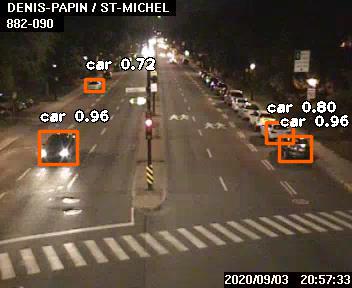 DENIS-PAPIN / ST-MICHEL
882-090
car 0.72
car 0.96
car 0.80
car 0.96
2020/09/03 20:57:33